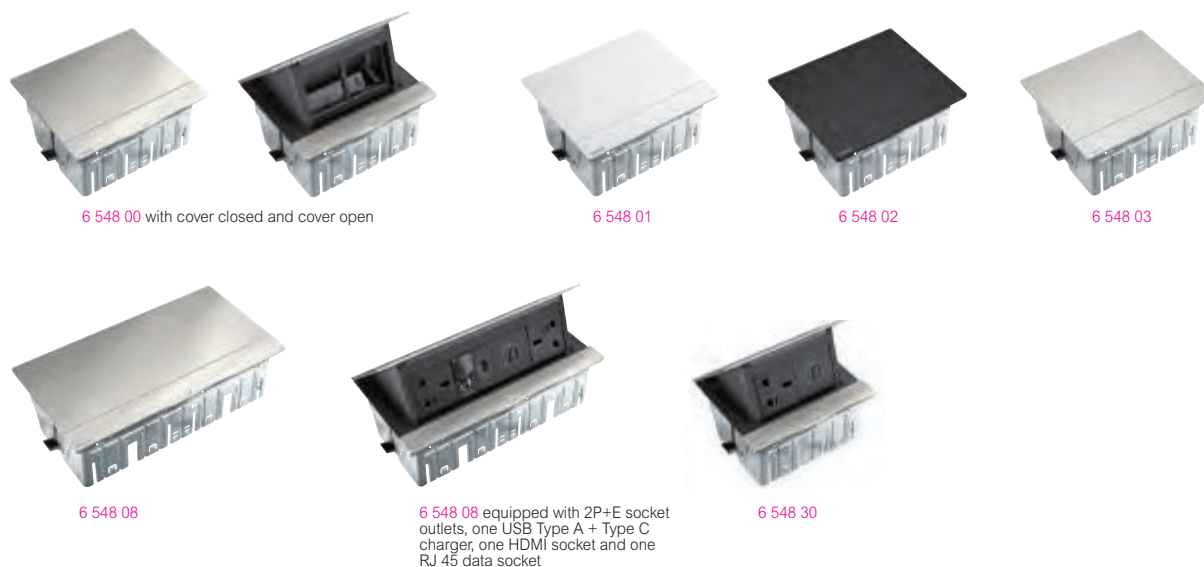 6 548 00 with cover closed and cover open
6 548 01
6 548 02
6 548 03
6 548 08
6 548 08 equipped with 2P+E socket
outlets, one USB Type A + Type C
charger, one HDMI socket and one
RJ 45 data socket
6 548 30